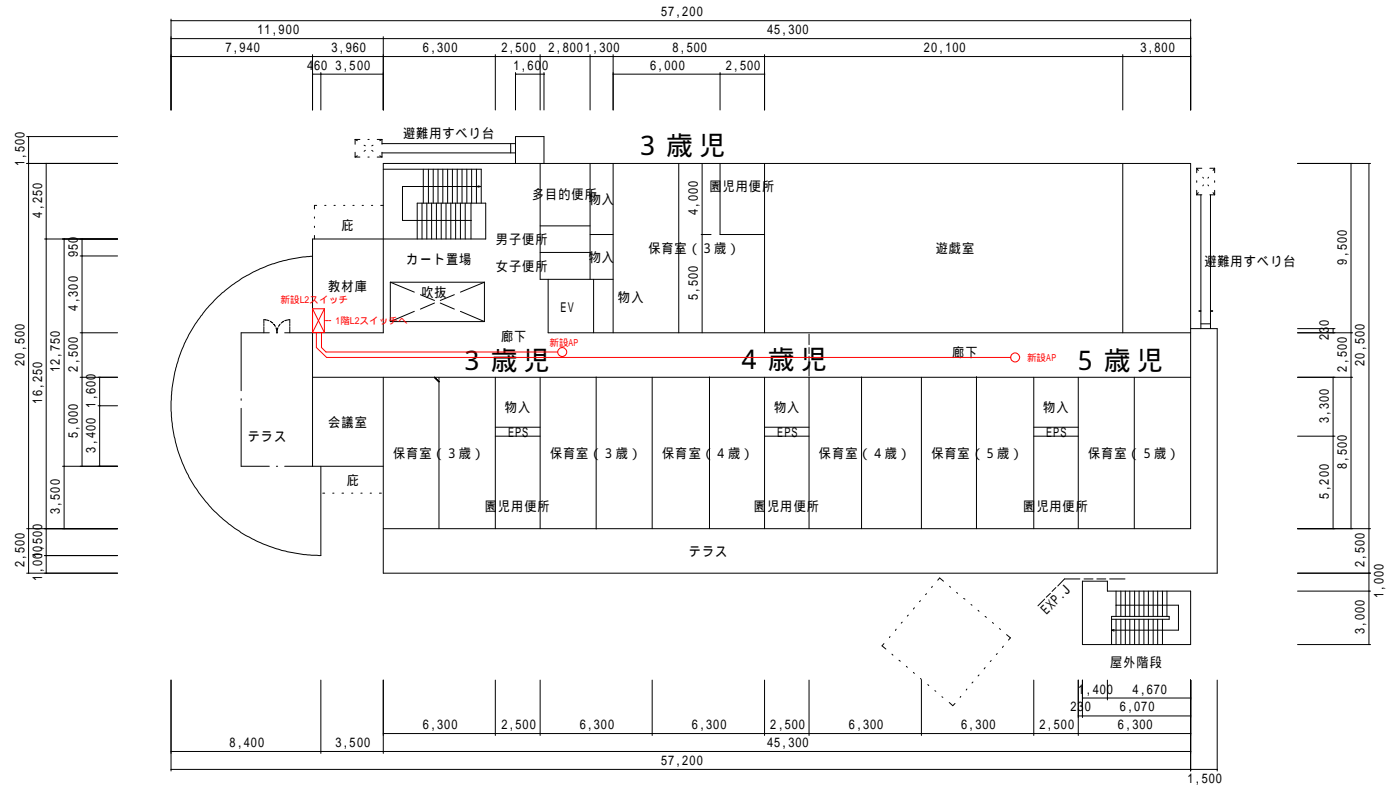 57,200
11,900 45,300
7,940 3,960 6,300 2,500 2,800 1,300 8,500 20,100 3,800
460 3,500 1,600 6,000 2,500
避難用すべり台
3歳児
1,500
4,250
950
4,300
12,750
2,500
20,500
16,250
1,600
5,000
3,400
3,500
2,500
1,000
多目的便所
物入
4,000
園児用便所
庇
男子便所
女子便所
カート置場
物入
保育室(3歳)
遊戯室
避難用すべり台
9,500
教材庫
吹抜
EV
物入
5,500
新設L2スイッチ
1階L2スイッチへ
廊下
新設AP
3歳児
4歳児
廊下
新設AP
5歳児
230
2,500
20,500
テラス
会議室
物入
EPS
物入
EPS
物入
EPS
3,300
8,500
5,200
保育室(3歳) 保育室(3歳) 保育室(4歳) 保育室(4歳) 保育室(5歳) 保育室(5歳)
庇
園児用便所 園児用便所 園児用便所
テラス
2,500
1,000
3,000
EXP.J
屋外階段
1,400 4,670
230 6,070
6,300 2,500 6,300 6,300 2,500 6,300 6,300 2,500 6,300
8,400 3,500 45,300
57,200
1,500